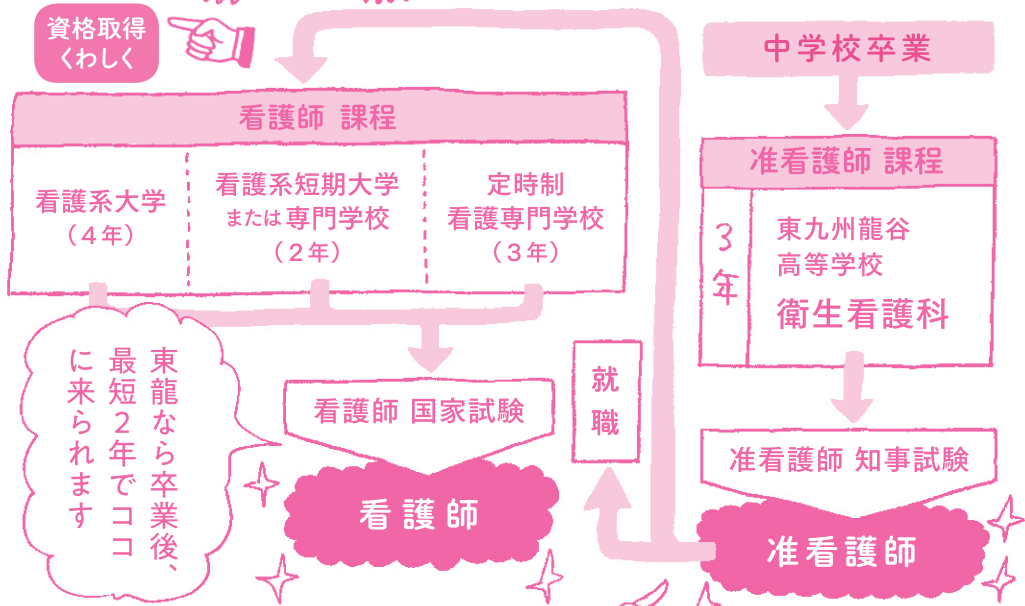 資格取得
くわしく
中学校卒業
准看護師 課程
3年
東九州龍谷
高等学校
衛生看護科
准看護師 知事試験
准看護師
就職
看護師 課程
看護系大学
（4年）
看護系短期大学
または専門学校
（2年）
定時制
看護専門学校
（3年）
看護師 国家試験
看護師
東龍なら卒業後、
最短2年でココ
に来られます